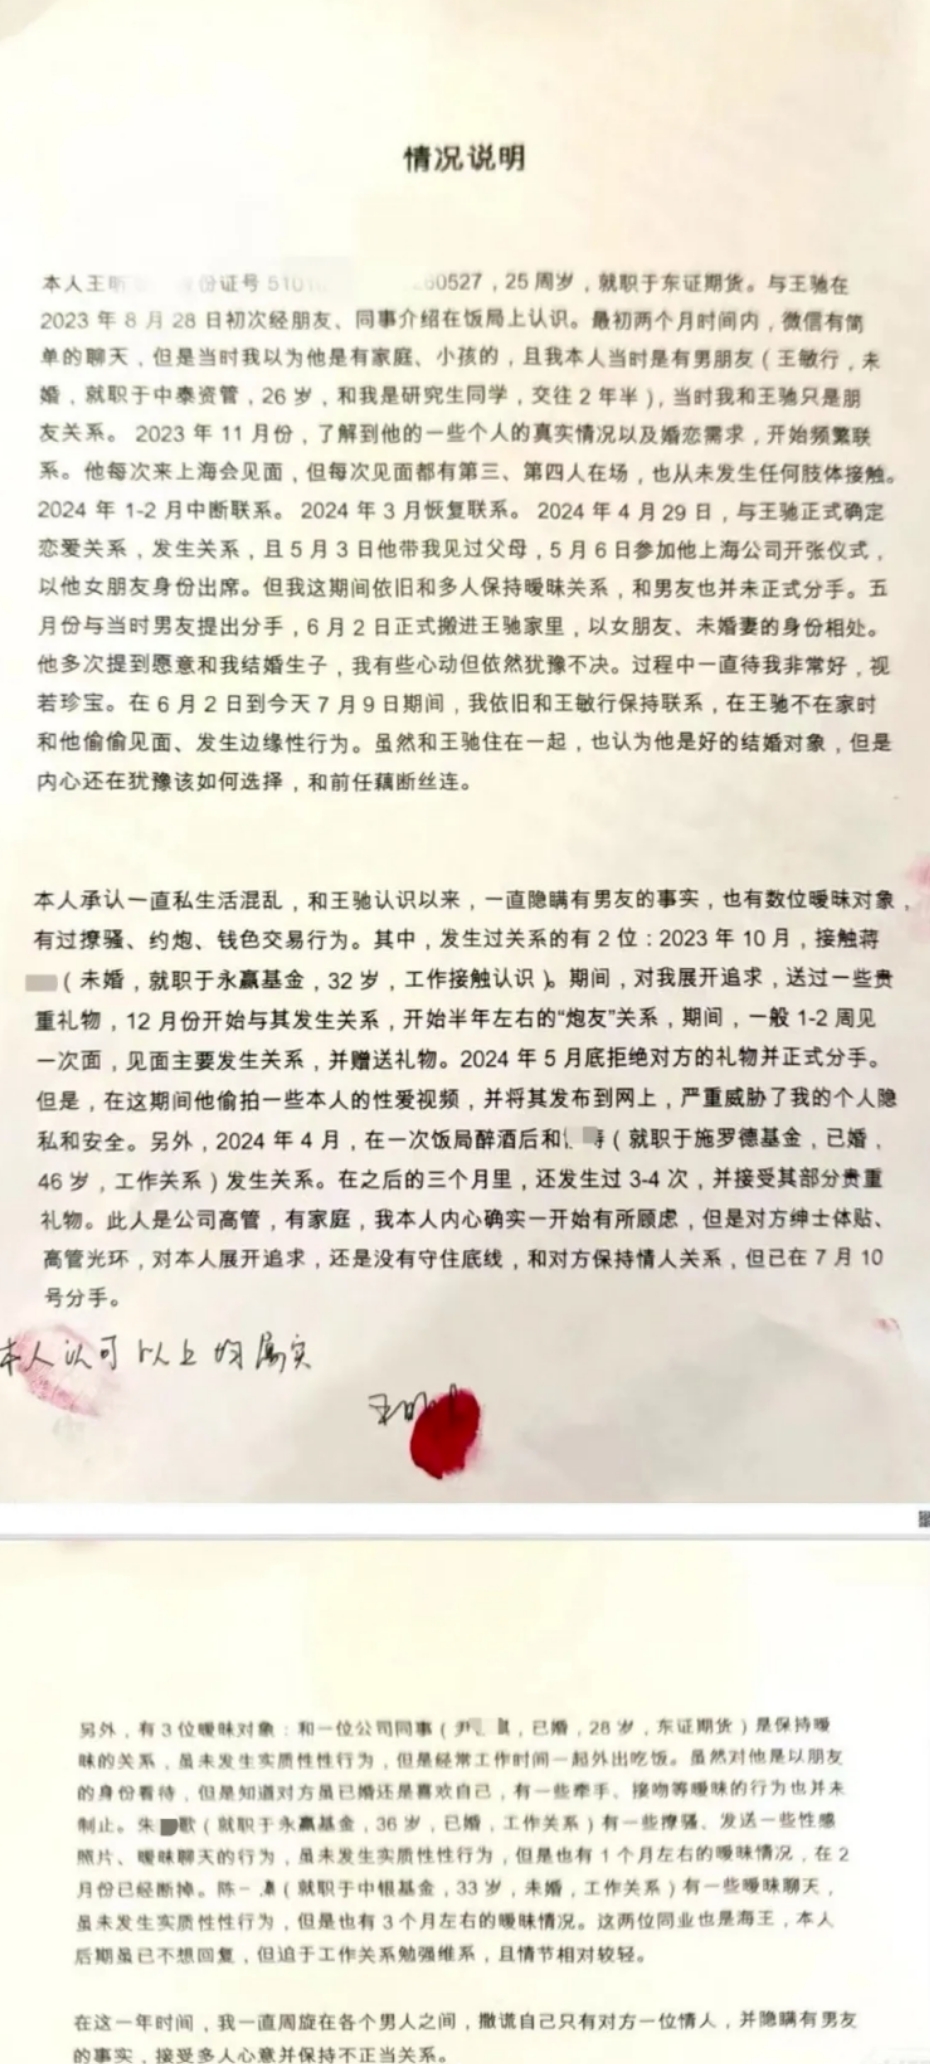 情况说明
本人王昕 份证号 5101 60527，25 周岁，就职于东证期货。与王驰在
2023 年 8 月 28 日初次经朋友、同事介绍在饭局上认识。最初两个月时间内，微信有简
单的聊天，但是当时我以为他是有家庭、小孩的，且我本人当时是有男朋友（王敏行，未
婚，就职于中泰资管，26 岁，和我是研究生同学，交往 2 年半），当时我和王驰只是朋
友关系。 2023 年 11 月份，了解到他的一些个人的真实情况以及婚恋需求，开始频繁联
系。他每次来上海会见面，但每次见面都有第三、第四人在场，也从未发生任何肢体接触。
2024 年 1-2 月中断联系。 2024 年 3 月恢复联系。 2024 年 4 月 29 日，与王驰正式确定
恋爱关系，发生关系，且 5 月 3 日他带我见过父母，5 月 6 日参加他上海公司开张仪式，
以他女朋友身份出席。但我这期间依旧和多人保持暧昧关系，和男友也并未正式分手。五
月份与当时男友提出分手，6 月 2 日正式搬进王驰家里，以女朋友、未婚妻的身份相处。
他多次提到愿意和我结婚生子，我有些心动但依然犹豫不决。过程中一直待我非常好，视
若珍宝。在 6 月 2 日到今天 7 月 9 日期间，我依旧和王敏行保持联系，在王驰不在家时
和他偷偷见面、发生边缘性行为。虽然和王驰住在一起，也认为他是好的结婚对象，但是
内心还在犹豫该如何选择，和前任藕断丝连。
本人承认一直私生活混乱，和王驰认识以来，一直隐瞒有男友的事实，也有数位暧昧对象，
有过撩骚、约炮、钱色交易行为。其中，发生过关系的有 2 位：2023 年 10 月，接触蒋
（未婚，就职于永赢基金，32 岁，工作接触认识）。期间，对我展开追求，送过一些贵
重礼物，12 月份开始与其发生关系，开始半年左右的“炮友”关系，期间，一般 1-2 周见
一次面，见面主要发生关系，并赠送礼物。2024 年 5 月底拒绝对方的礼物并正式分手。
但是，在这期间他偷拍一些本人的性爱视频，并将其发布到网上，严重威胁了我的个人隐
私和安全。另外，2024 年 4 月，在一次饭局醉酒后和 （就职于施罗德基金，已婚，
46 岁，工作关系）发生关系。在之后的三个月里，还发生过 3-4 次，并接受其部分贵重
礼物。此人是公司高管，有家庭，我本人内心确实一开始有所顾虑，但是对方绅士体贴、
高管光环，对本人展开追求，还是没有守住底线，和对方保持情人关系，但已在 7 月 10
号分手。
本人认可以上均属实
王昕
另外，有 3 位暧昧对象：和一位公司同事（尹 ，已婚，28 岁，东证期货）是保持暧
昧的关系，虽未发生实质性性行为，但是经常工作时间一起外出吃饭。虽然对他是以朋友
的身份看待，但是知道对方虽已婚还是喜欢自己，有一些牵手、接吻等暧昧的行为也并未
制止。朱 歌（就职于永赢基金，36 岁，已婚，工作关系）有一些撩骚、发送一些性感
照片、暧昧聊天的行为，虽未发生实质性性行为，但是也有 1 个月左右的暧昧情况，在 2
月份已经断掉。陈一 （就职于中银基金，33 岁，未婚，工作关系）有一些暧昧聊天，
虽未发生实质性性行为，但是也有 3 个月左右的暧昧情况。这两位同业也是海王，本人
后期虽已不想回复，但迫于工作关系勉强维系，且情节相对较轻。
在这一年时间，我一直周旋在各个男人之间，撒谎自己只有对方一位情人，并隐瞒有男友
的事实，接受多人心意并保持不正当关系。